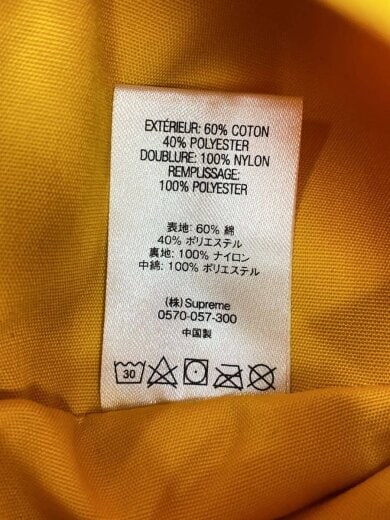 EXTÉRIEUR: 60% COTON
40% POLYESTER
DOUBLURE: 100% NYLON
REMPLISSAGE:
100% POLYESTER
表地: 60% 綿
40% ポリエステル
裏地: 100% ナイロン
中綿: 100% ポリエステル
(株) Supreme
0570-057-300
中国製
30